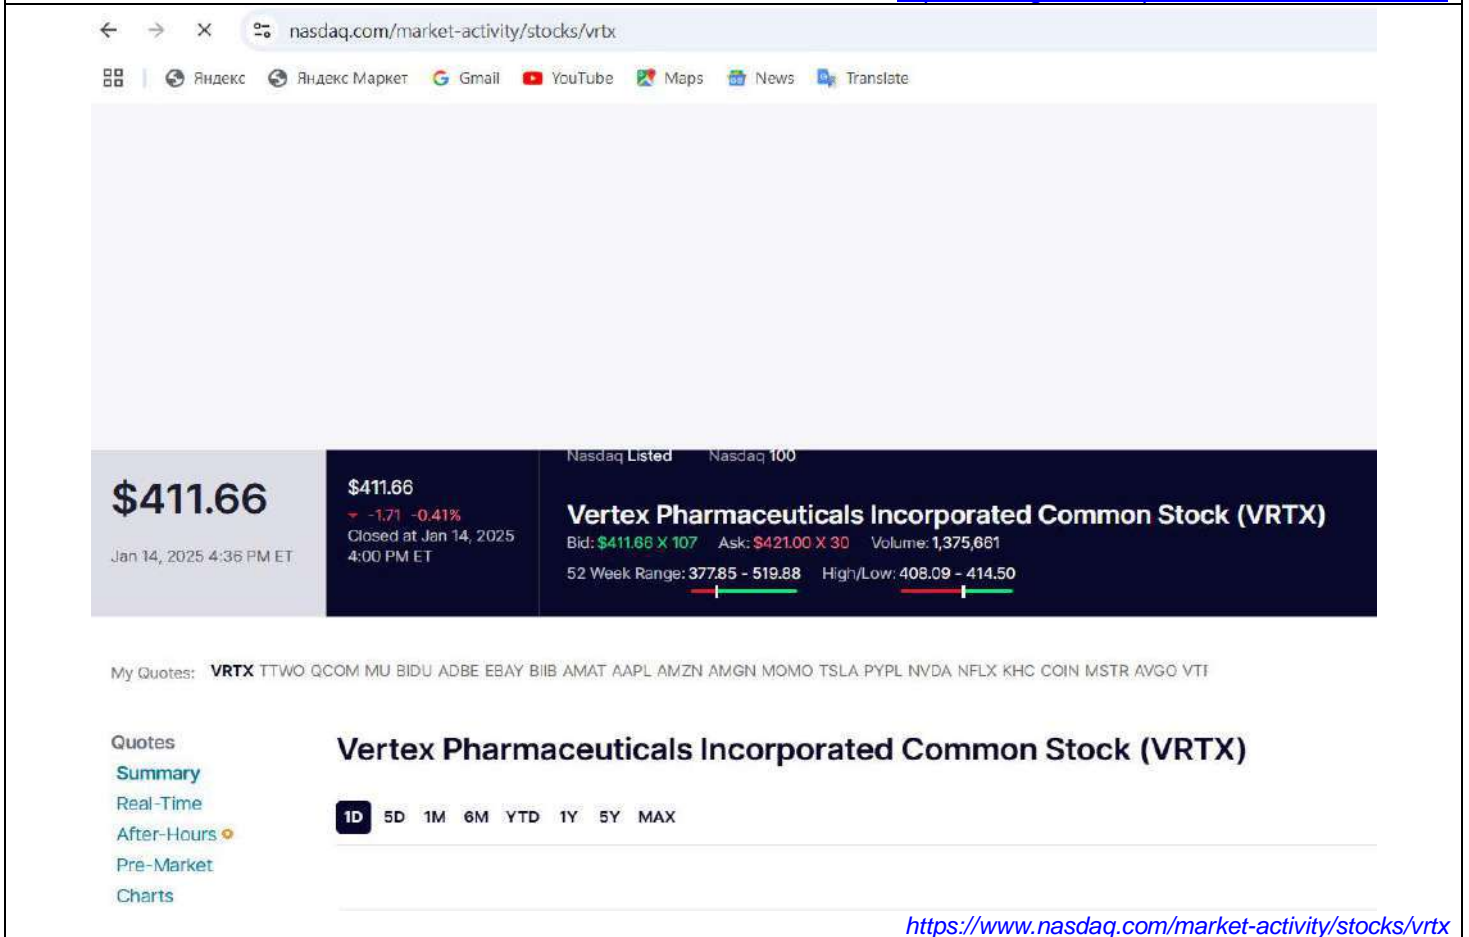 nasdaq.com/market-activity/stocks/vrtx
Яндекс Яндекс Маркет Gmail YouTube Maps News Translate
Nasdaq Listed Nasdaq 100
$411.66
Jan 14, 2025 4:36 PM ET
$411.66
-1.71 -0.41%
Closed at Jan 14, 2025
4:00 PM ET
Vertex Pharmaceuticals Incorporated Common Stock (VRTX)
Bid: $411.66 X 107 Ask: $421.00 X 30 Volume: 1,375,661
52 Week Range: 377.85 - 519.88 High/Low: 408.09 - 414.50
My Quotes: VRTX TTWO QCOM MU BIDU ADBE EBAY BIIB AMAT AAPL AMZN AMGN MOMO TSLA PYPL NVDA NFLX KHC COIN MSTR AVGO
Quotes
Summary
Real-Time
After-Hours
Pre-Market
Charts
Vertex Pharmaceuticals Incorporated Common Stock (VRTX)
1D 5D 1M 6M YTD 1Y 5Y MAX
https://www.nasdaq.com/market-activity/stocks/vrtx